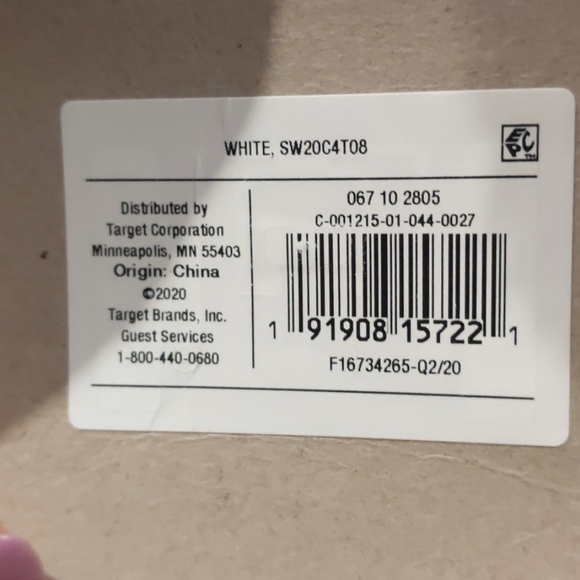 WHITE, SW20C4T08
EPC™
Distributed by
Target Corporation
Minneapolis, MN 55403
Origin: China
©2020
Target Brands, Inc.
Guest Services
1-800-440-0680
067 10 2805
C-001215-01-044-0027
1 91908 15722 1
F16734265-Q2/20